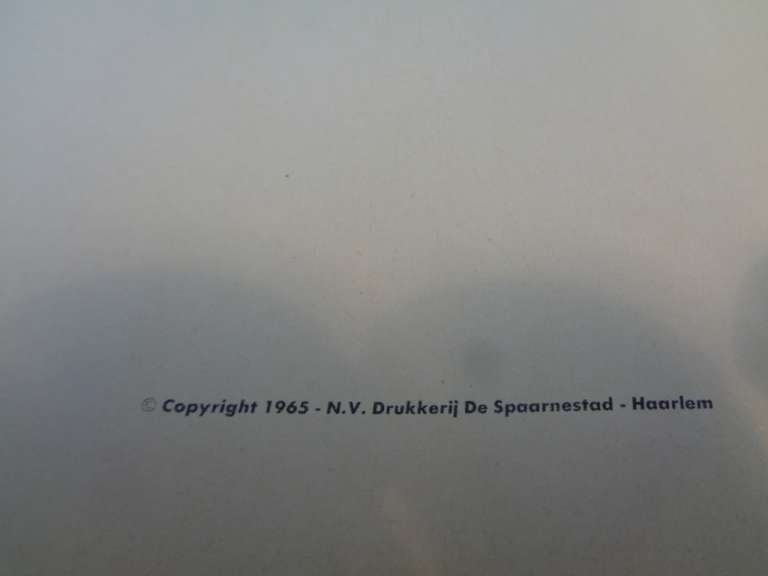 © Copyright 1965 - N.V. Drukkerij De Spaarnestad - Haarlem